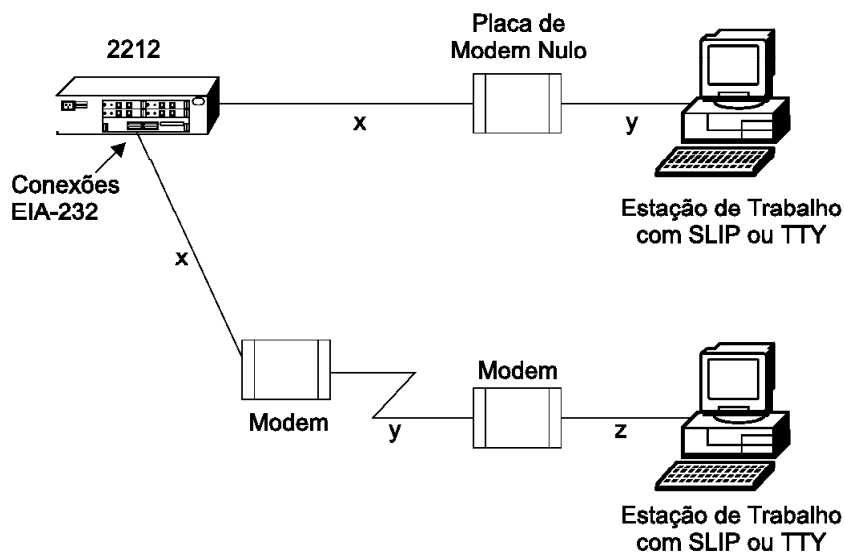 2212
Placa de
Modem Nulo
x
y
Conexões
EIA-232
Estação de Trabalho
com SLIP ou TTY
x
Modem
y
Modem
z
Estação de Trabalho
com SLIP ou TTY